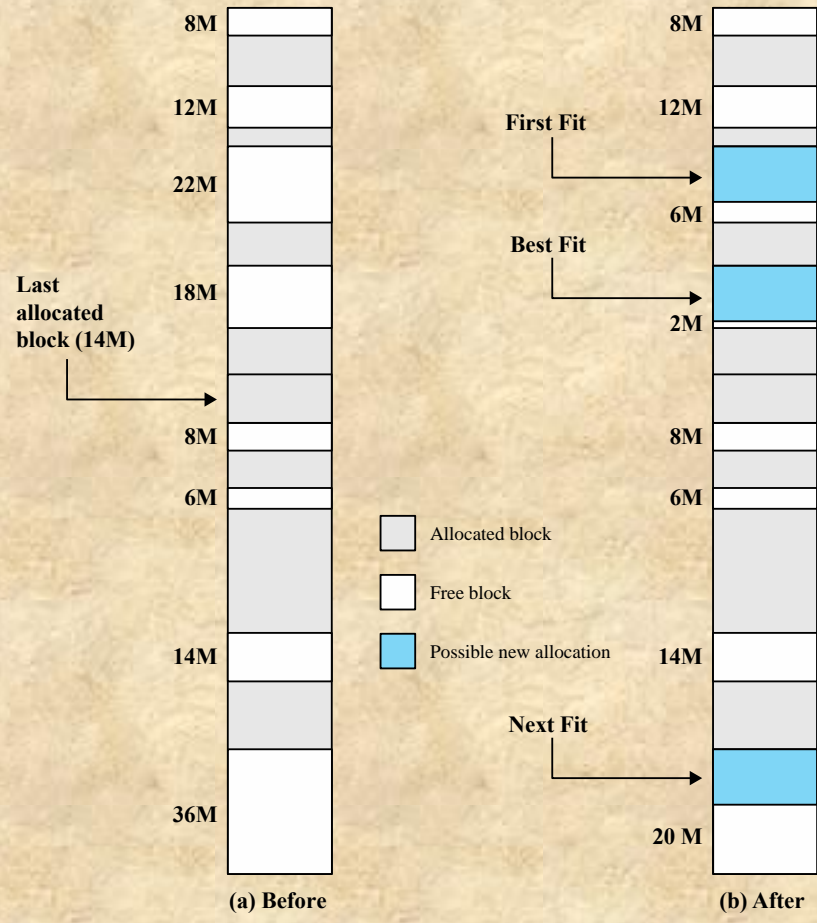 8M
12M
22M
18M
Last
allocated
block (14M)
8M
6M
14M
36M
(a) Before
Allocated block
Free block
Possible new allocation
8M
12M
First Fit
6M
Best Fit
2M
8M
6M
14M
Next Fit
20 M
(b) After